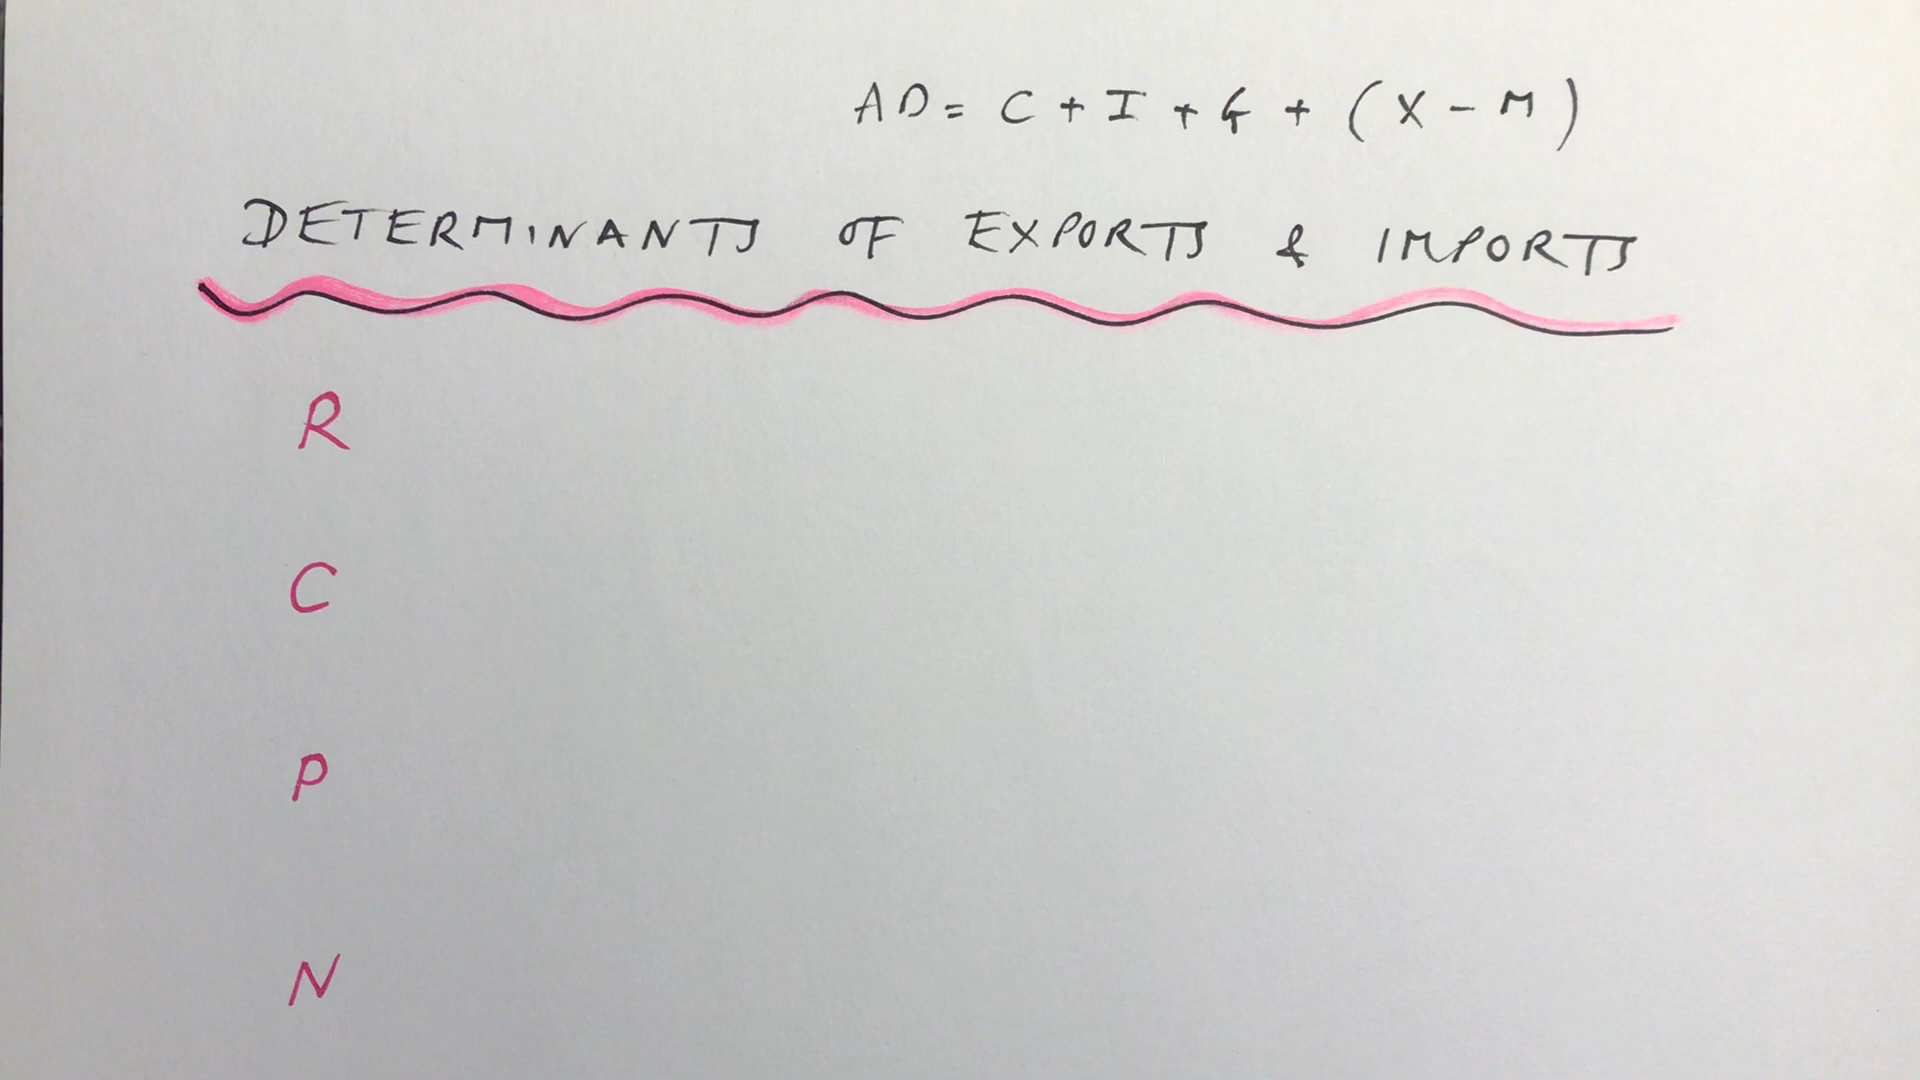 AD = C + I + G + (X - M)
DETERMINANTS OF EXPORTS & IMPORTS
R
C
P
N